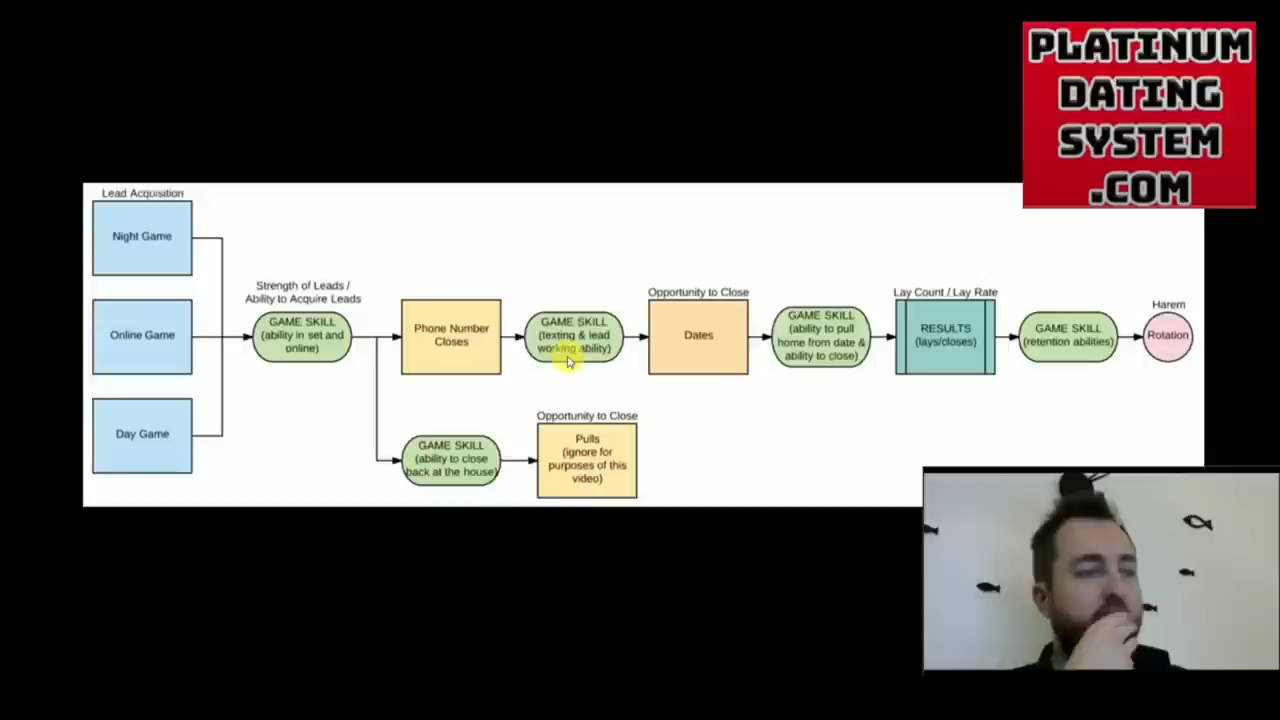 PLATINUM
DATING
SYSTEM
.COM
Lead Acquisition
Night Game
Online Game
Day Game
Strength of Leads /
Ability to Acquire Leads
GAME SKILL
(ability in set and
online)
Phone Number
Closes
GAME SKILL
(texting & lead
working ability)
Opportunity to Close
Dates
GAME SKILL
(ability to pull
home from date &
ability to close)
Lay Count / Lay Rate
RESULTS
(lays/closes)
GAME SKILL
(retention abilities)
Harem
Rotation
GAME SKILL
(ability to close
back at the house)
Opportunity to Close
Pulls
(ignore for
purposes of this
video)